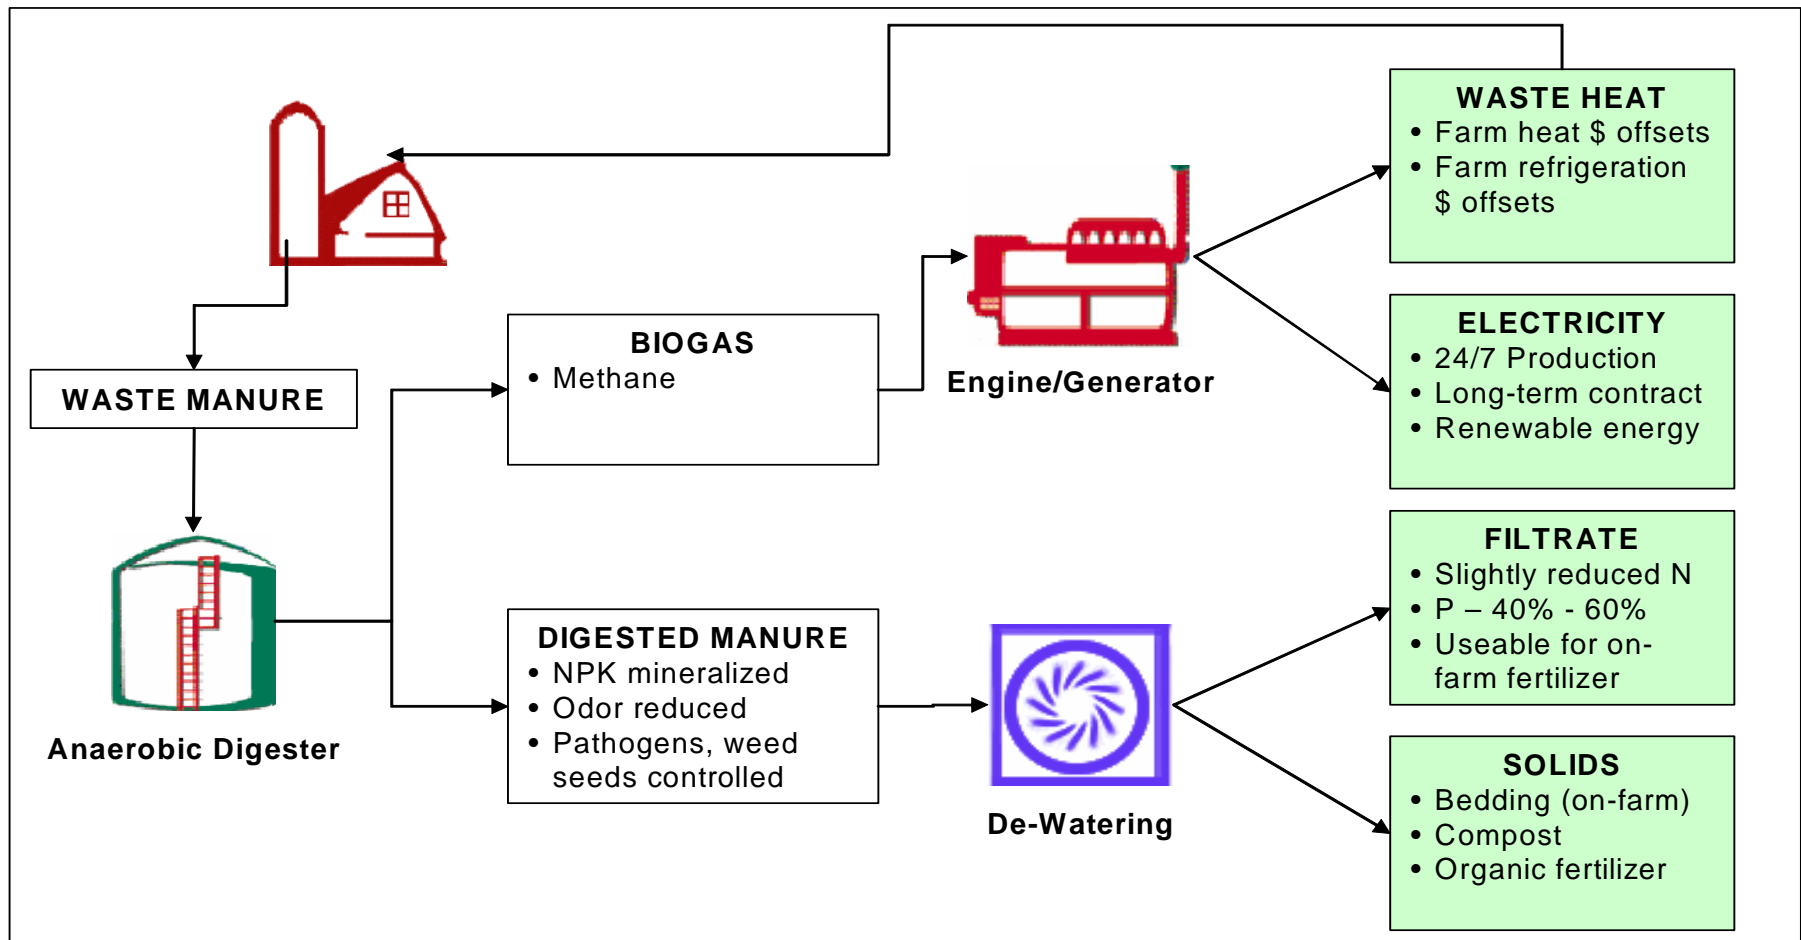 WASTE HEAT
• Farm heat $ offsets
• Farm refrigeration
$ offsets
BIOGAS
• Methane
Engine/Generator
ELECTRICITY
• 24/7 Production
• Long-term contract
• Renewable energy
WASTE MANURE
Anaerobic Digester
DIGESTED MANURE
• NPK mineralized
• Odor reduced
• Pathogens, weed
seeds controlled
De-Watering
FILTRATE
• Slightly reduced N
• P – 40% - 60%
• Useable for on-
farm fertilizer
SOLIDS
• Bedding (on-farm)
• Compost
• Organic fertilizer